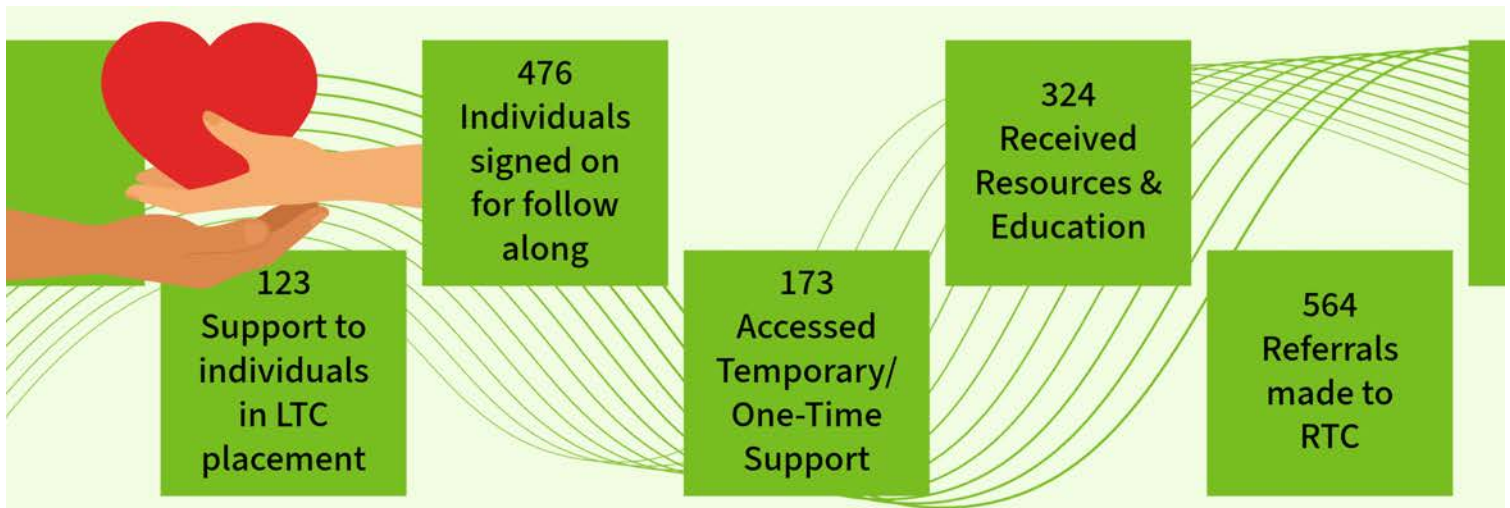 123
Support to
individuals
in LTC
placement
476
Individuals
signed on
for follow
along
173
Accessed
Temporary/
One-Time
Support
324
Received
Resources &
Education
564
Referrals
made to
RTC